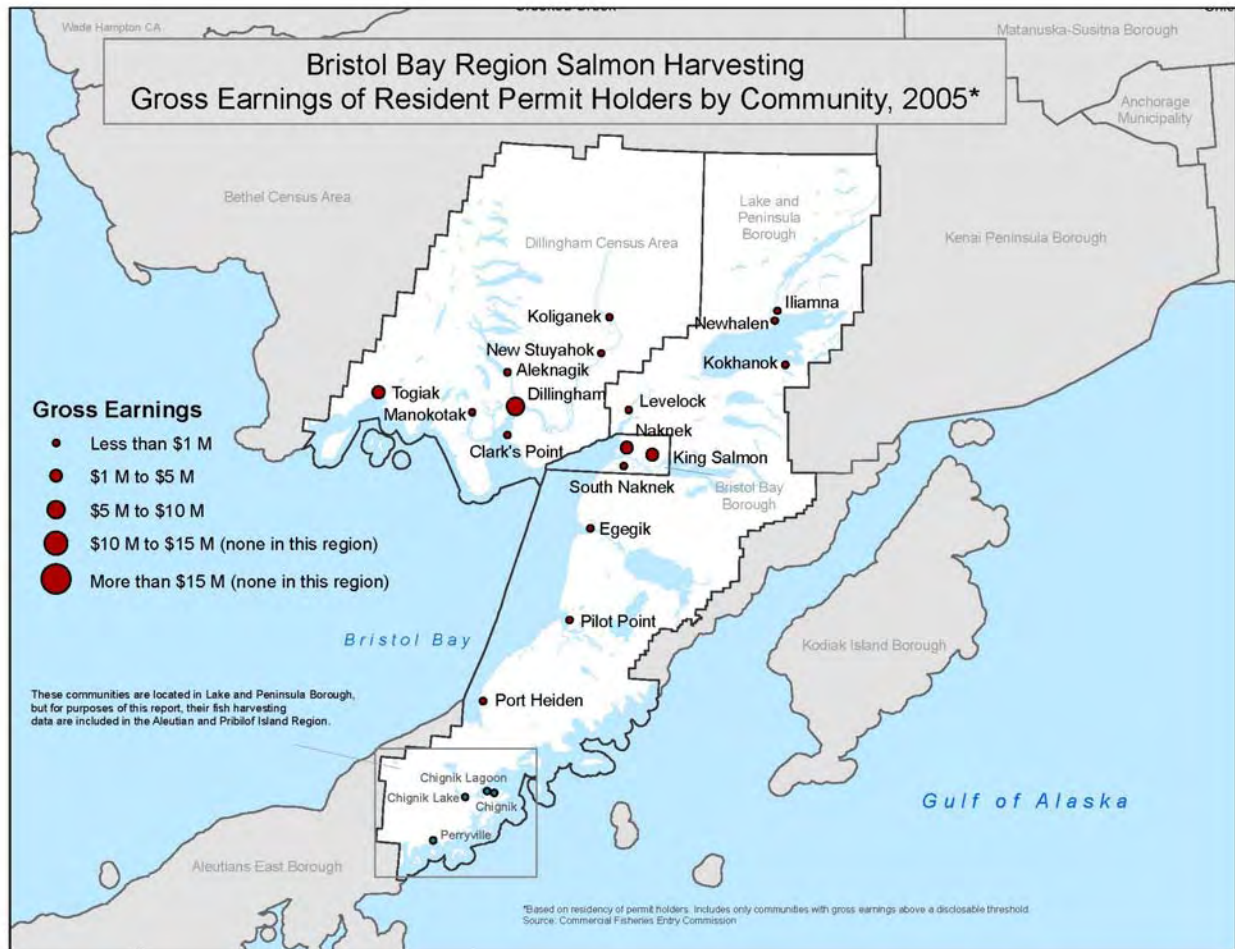 Wade Hampton CA
Matanuska-Susitna Borough
Bristol Bay Region Salmon Harvesting
Gross Earnings of Resident Permit Holders by Community, 2005*
Anchorage
Municipality
Bethel Census Area
Lake and
Peninsula
Borough
Dillingham Census Area
Kenai Peninsula Borough
Iliamna
Koliganek
Newhalen
New Stuyahok
Kokhanok
Aleknagik
Togiak
Dillingham
Manokotak
Levelock
Naknek
Clark's Point
King Salmon
South Naknek
Bristol Bay
Borough
Egegik
Gross Earnings
Less than $1 M
$1 M to $5 M
$5 M to $10 M
$10 M to $15 M (none in this region)
More than $15 M (none in this region)
Pilot Point
Bristol Bay
Kodiak Island Borough
These communities are located in Lake and Peninsula Borough,
but for purposes of this report, their fish harvesting
data are included in the Aleutian and Pribilof Island Region.
Port Heiden
Chignik Lagoon
Chignik Lake
Chignik
Gulf of Alaska
Perryville
Aleutians East Borough
*Based on residency of permit holders. Includes only communities with gross earnings above a disclosable threshold.
Source: Commercial Fisheries Entry Commission